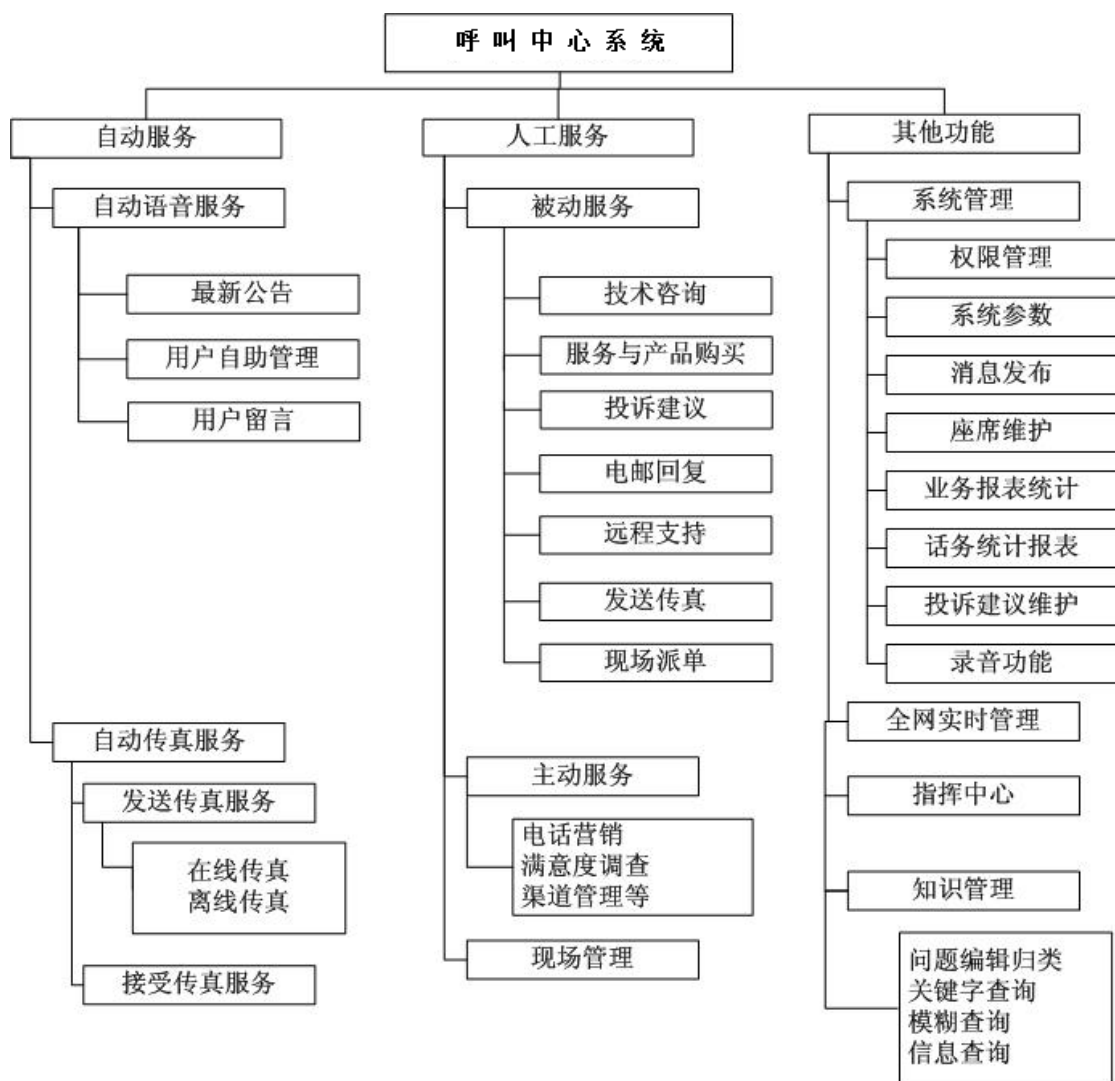 呼叫中心系统
自动服务
自动语音服务
最新公告
用户自助管理
用户留言
自动传真服务
发送传真服务
在线传真
离线传真
接受传真服务
人工服务
被动服务
技术咨询
服务与产品购买
投诉建议
电邮回复
远程支持
发送传真
现场派单
主动服务
电话营销
满意度调查
渠道管理等
现场管理
其他功能
系统管理
权限管理
系统参数
消息发布
座席维护
业务报表统计
话务统计报表
投诉建议维护
录音功能
全网实时管理
指挥中心
知识管理
问题编辑归类
关键字查询
模糊查询
信息查询